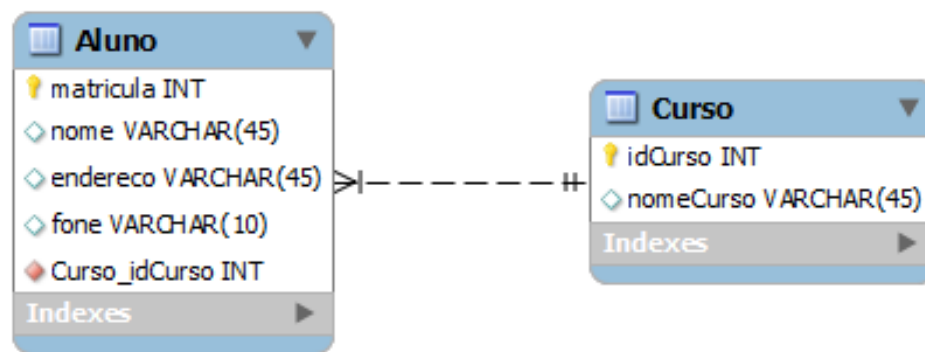 Aluno
matricula INT
nome VARCHAR(45)
endereco VARCHAR(45)
fone VARCHAR(10)
Curso_idCurso INT
Indexes
Curso
idCurso INT
nomeCurso VARCHAR(45)
Indexes